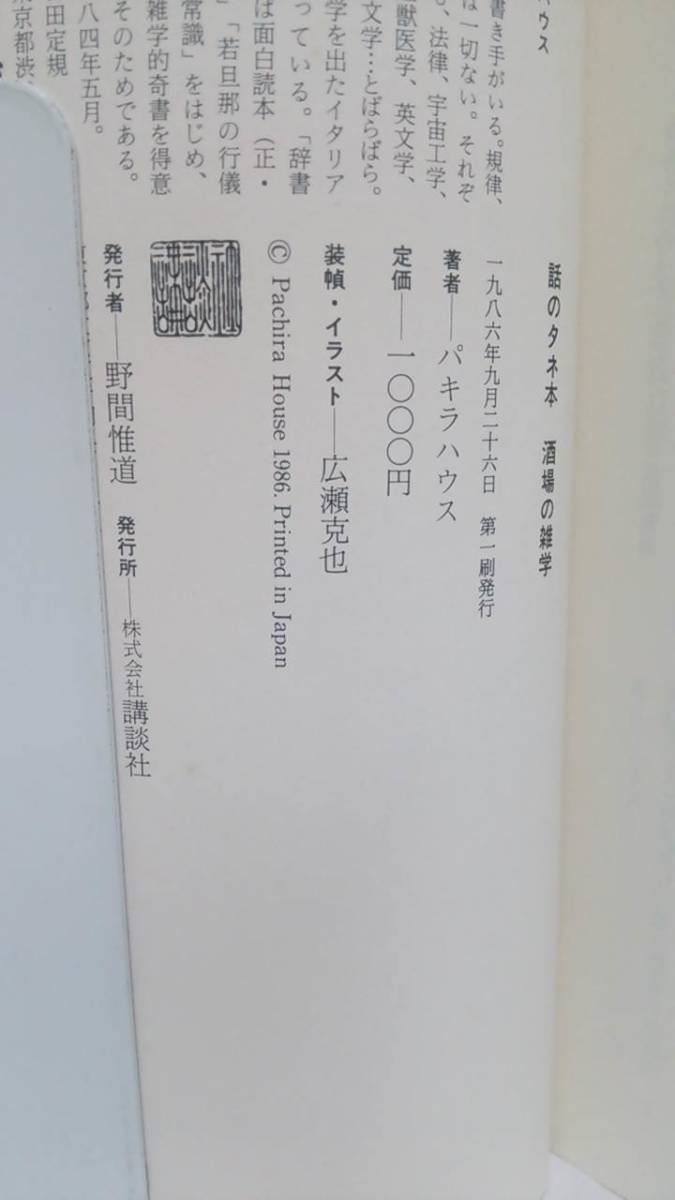 ハウス
書き手がいる。規律、
は一切ない。それぞ
法律、宇宙工学、
獣医学、英文学、
文学…とばらばら。
学を出たイタリア
っている。「辞書
は面白読本（正・
」「若旦那の行儀
常識」をはじめ、
雑学的奇書を得意
そのためである。
八四年五月。
田定規
東京都渋
話のタネ本　酒場の雑学
一九八六年九月二十六日　第一刷発行
著者──パキラハウス
定価──一〇〇〇円
装幀・イラスト──広瀬克也
© Pachira House 1986. Printed in Japan
発行者──野間惟道　発行所──株式会社講談社